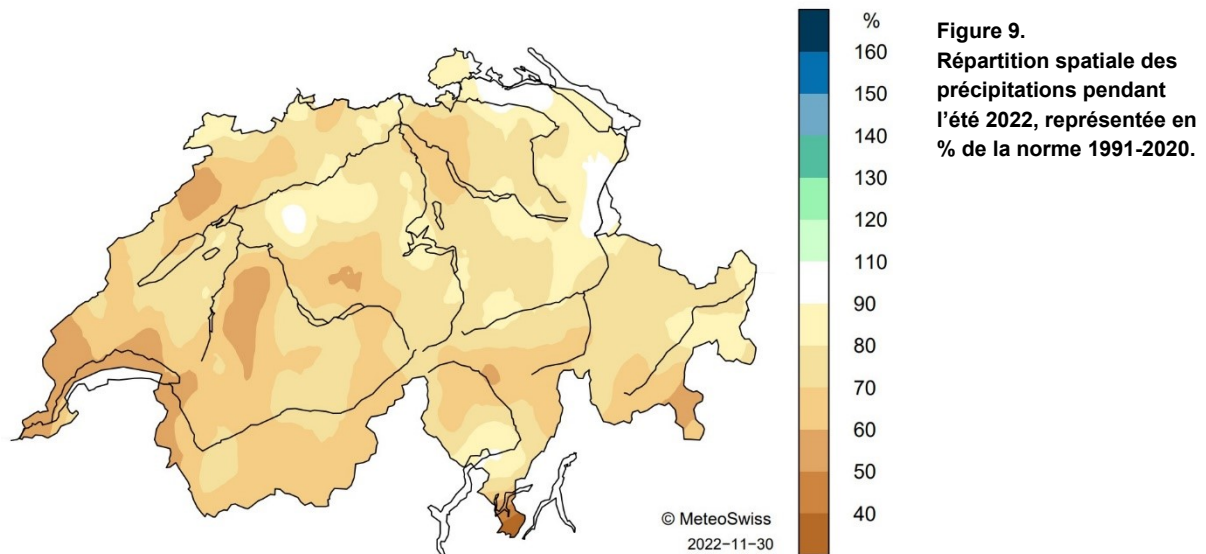 %
160
150
140
130
120
110
90
80
70
60
50
40
© MeteoSwiss
2022-11-30
Figure 9.
Répartition spatiale des
précipitations pendant
l’été 2022, représentée en
% de la norme 1991-2020.